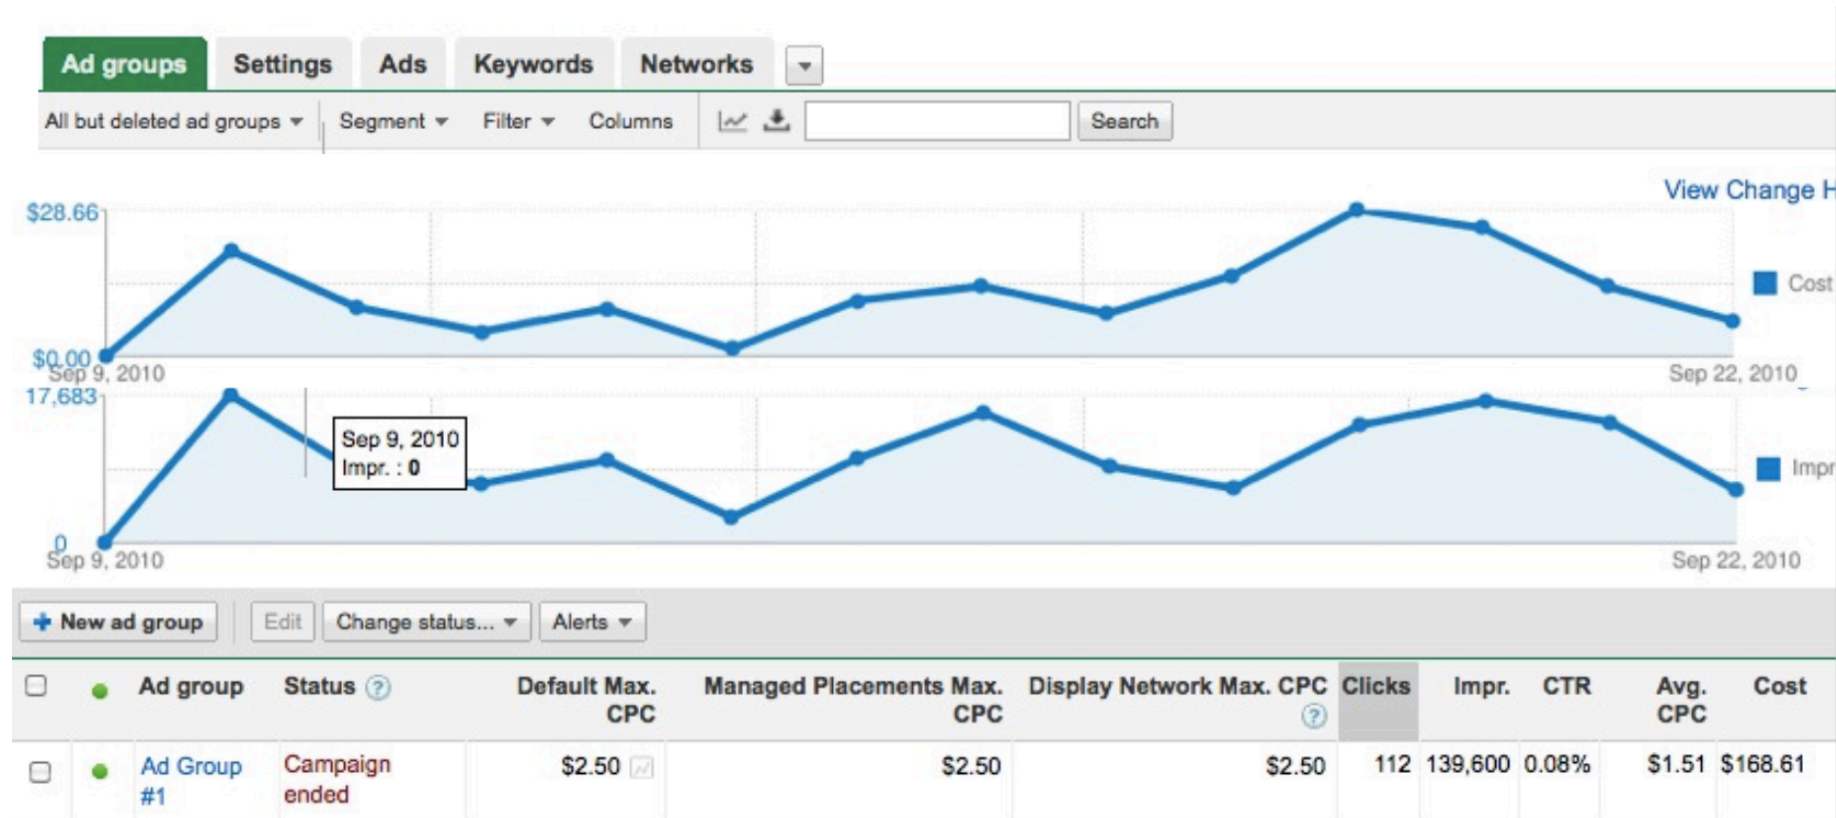 Ad groups Settings Ads Keywords Networks
All but deleted ad groups Segment Filter Columns Search
View Change H
$28.66
Cost
$0.00
Sep 9, 2010 Sep 22, 2010
17,683
Sep 9, 2010
Impr. : 0
Impr
0
Sep 9, 2010 Sep 22, 2010
New ad group Edit Change status... Alerts
Ad group Status ? Default Max. CPC Managed Placements Max. CPC Display Network Max. CPC ? Clicks Impr. CTR Avg. CPC Cost
Ad Group #1 Campaign ended $2.50 $2.50 $2.50 112 139,600 0.08% $1.51 $168.61